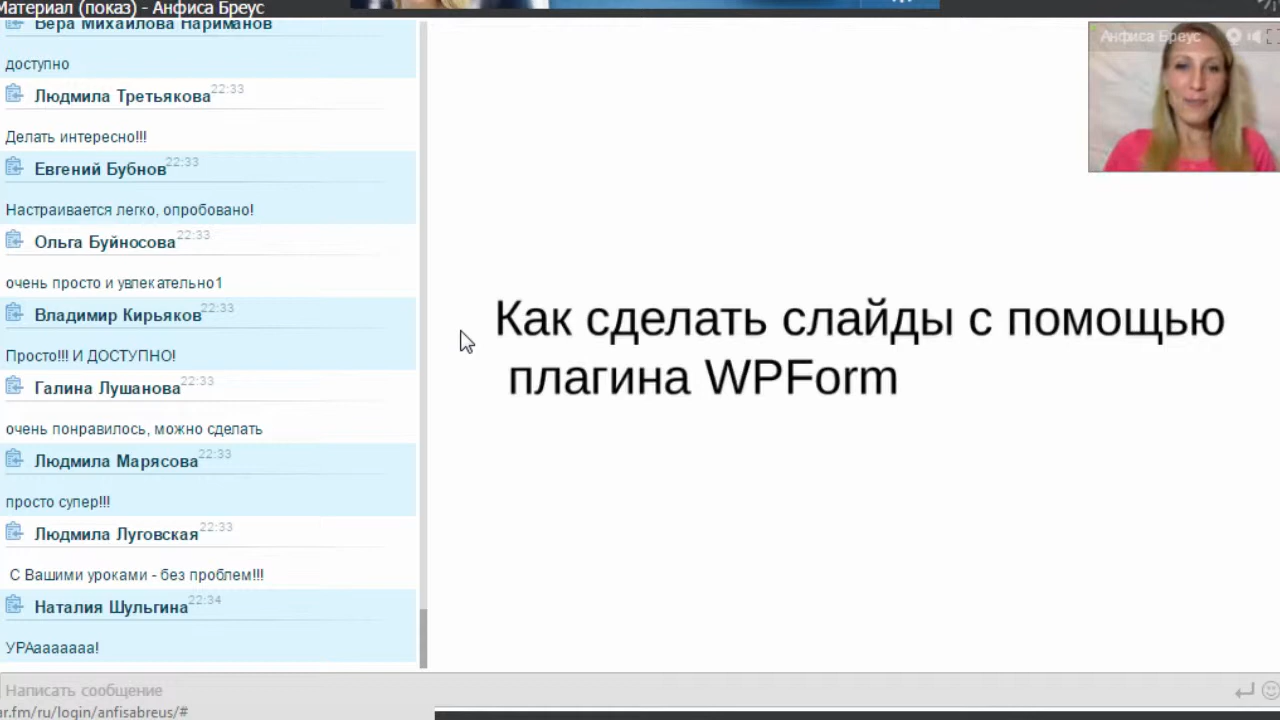 Материал (показ) - Анфиса Бреус
Вера Михайлова Нариманов
доступно
Людмила Третьякова 22:33
Делать интересно!!!
Евгений Бубнов 22:33
Настраивается легко, опробовано!
Ольга Буйносова 22:33
очень просто и увлекательно1
Владимир Кирьяков 22:33
Просто!!! И ДОСТУПНО!
Галина Лушанова 22:33
очень понравилось, можно сделать
Людмила Марясова 22:33
просто супер!!!
Людмила Луговская 22:33
С Вашими уроками - без проблем!!!
Наталия Шульгина 22:34
УРАааааааа!
Написать сообщение
ar.fm/ru/login/anfisabreus/#
Анфиса Бреус
Как сделать слайды с помощью
плагина WPForm